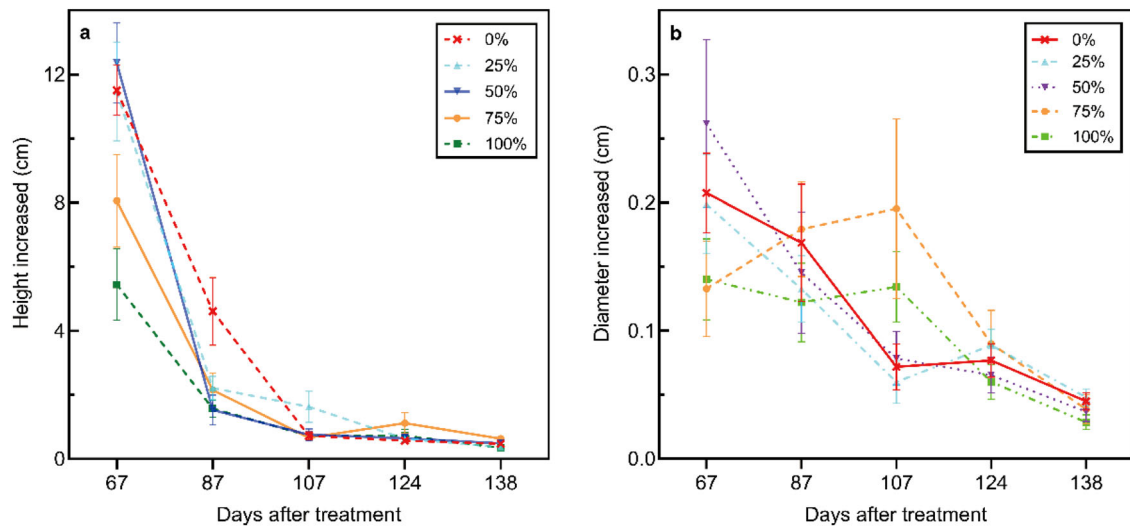 a
0%
25%
50%
75%
100%
12
8
4
0
67 87 107 124 138
Height increased (cm)
Days after treatment
b
0%
25%
50%
75%
100%
0.3
0.2
0.1
0.0
67 87 107 124 138
Diameter increased (cm)
Days after treatment